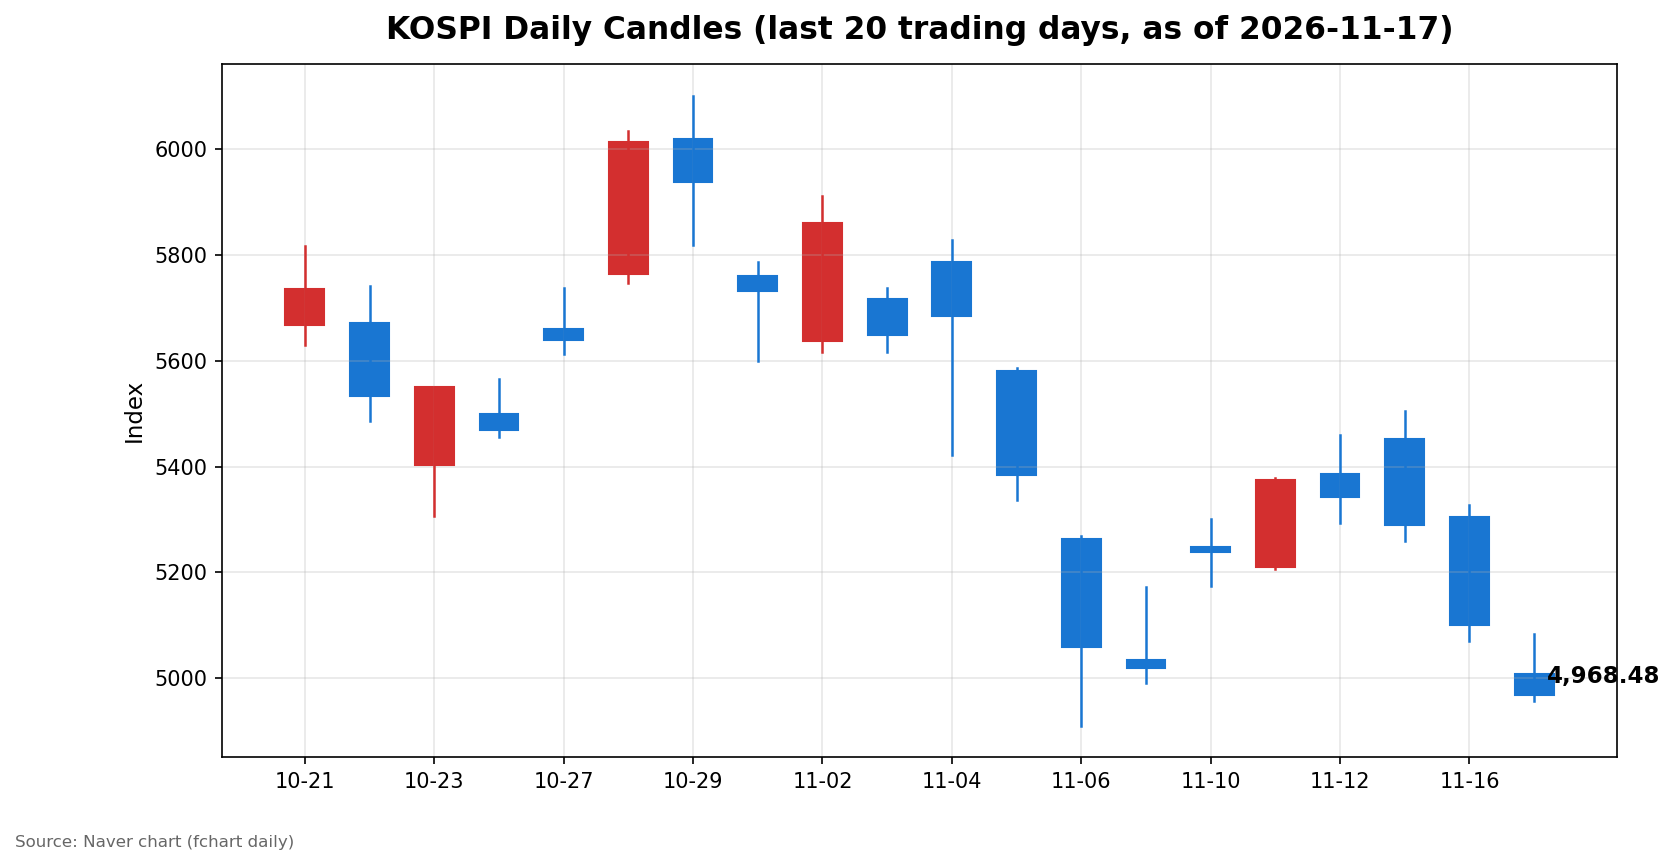 KOSPI Daily Candles (last 20 trading days, as of 2026-11-17)
Index
6000
5800
5600
5400
5200
5000
4,968.48
10-21 10-23 10-27 10-29 11-02 11-04 11-06 11-10 11-12 11-16
Source: Naver chart (fchart daily)